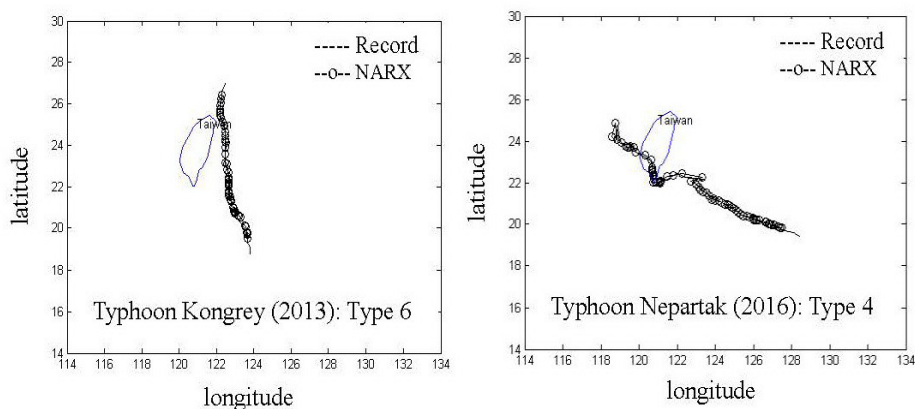 30
28
26
24
22
20
18
16
14
latitude
Record
NARX
Taiwan
Typhoon Kongrey (2013): Type 6
114 116 118 120 122 124 126 128 130 132 134
longitude
30
28
26
24
22
20
18
16
14
latitude
Record
NARX
Taiwan
Typhoon Nepartak (2016): Type 4
114 116 118 120 122 124 126 128 130 132 134
longitude